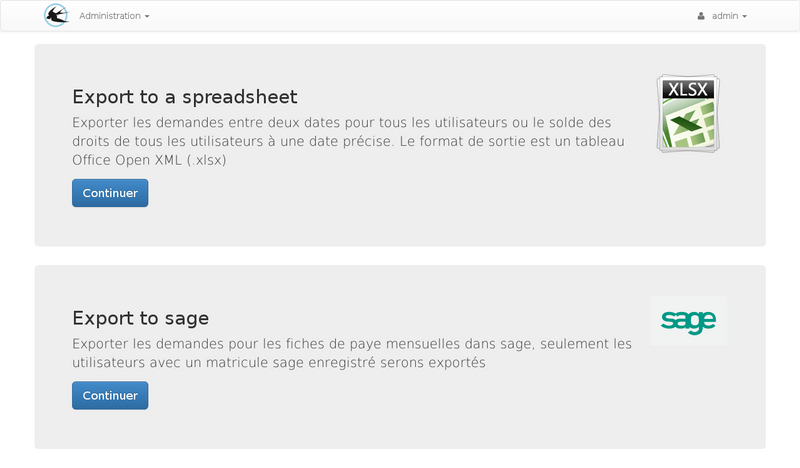 Administration
admin
Export to a spreadsheet
XLSX
Exporter les demandes entre deux dates pour tous les utilisateurs ou le solde des
droits de tous les utilisateurs à une date précise. Le format de sortie est un tableau
Office Open XML (.xlsx)
Continuer
Export to sage
sage
Exporter les demandes pour les fiches de paye mensuelles dans sage, seulement les
utilisateurs avec un matricule sage enregistré serons exportés
Continuer